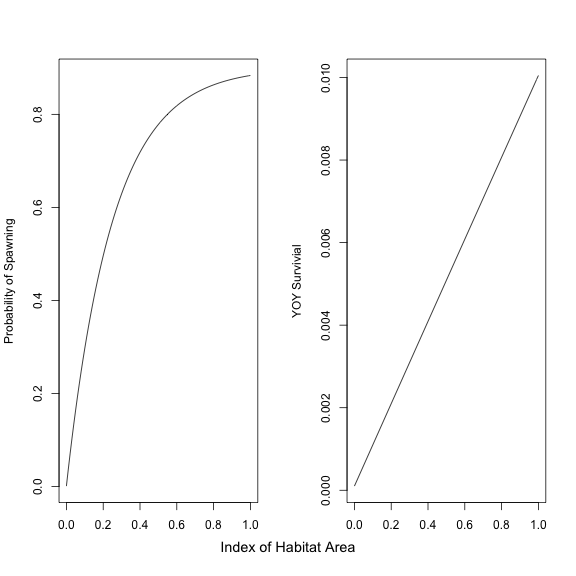 Probability of Spawning
0.8
0.6
0.4
0.2
0.0
0.0 0.2 0.4 0.6 0.8 1.0
YOY Survivial
0.010
0.008
0.006
0.004
0.002
0.000
0.0 0.2 0.4 0.6 0.8 1.0
Index of Habitat Area